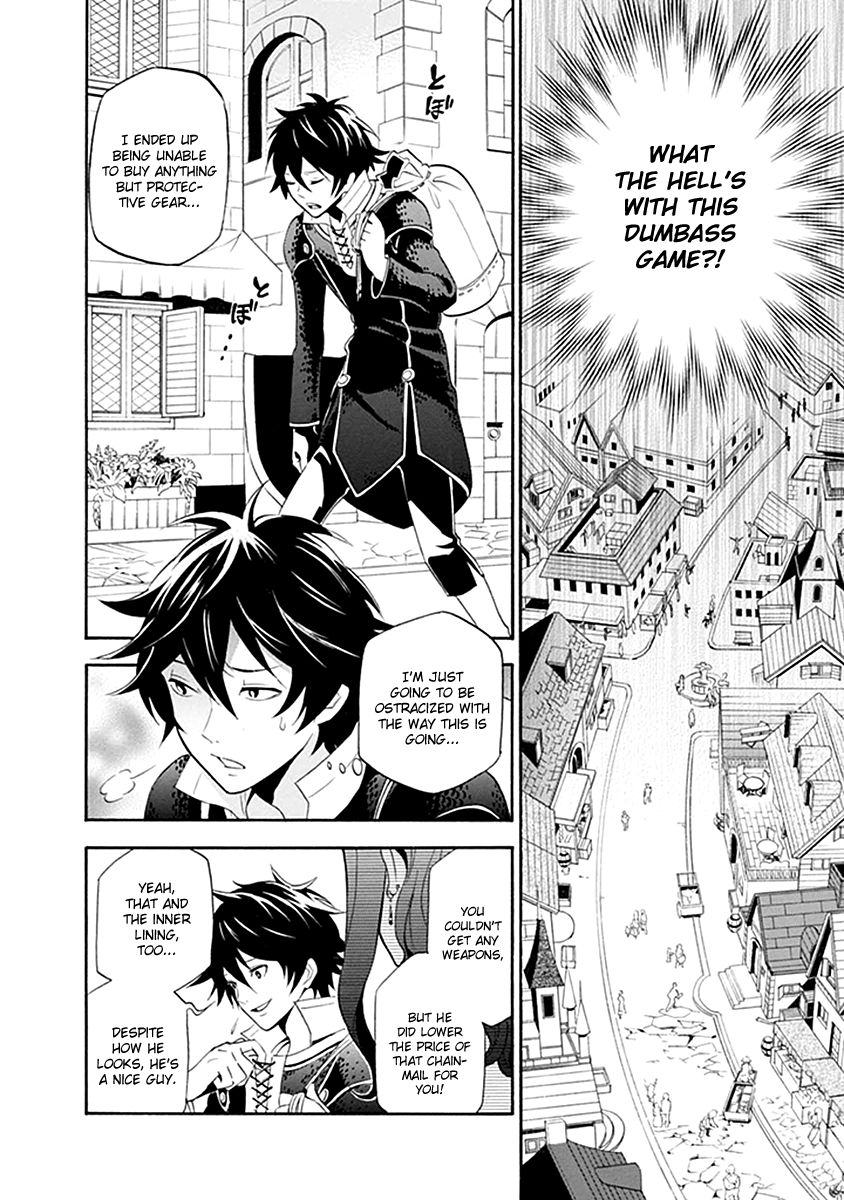 WHAT
THE HELL'S
WITH THIS
DUMBASS
GAME?!
とぼ
I ENDED UP
BEING UNABLE
TO BUY ANYTHING
BUT PROTEC-
TIVE GEAR...
とぼ…
I'M JUST
GOING TO BE
OSTRACIZED WITH
THE WAY THIS IS
GOING...
YOU
COULDN'T
GET ANY
WEAPONS,
BUT HE
DID LOWER
THE PRICE OF
THAT CHAIN-
MAIL FOR
YOU!
YEAH,
THAT AND
THE INNER
LINING,
TOO...
DESPITE
HOW HE
LOOKS, HE'S
A NICE GUY.